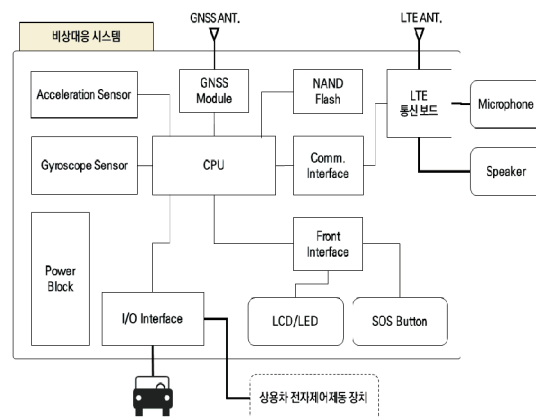 GNSS ANT.
LTE ANT.
비상대응 시스템
Acceleration Sensor
GNSS
Module
NAND
Flash
LTE
통신 보드
Microphone
Gyroscope Sensor
CPU
Comm.
Interface
Speaker
Power
Block
Front
Interface
I/O Interface
LCD/LED
SOS Button
상용차 전자제어제동 장치